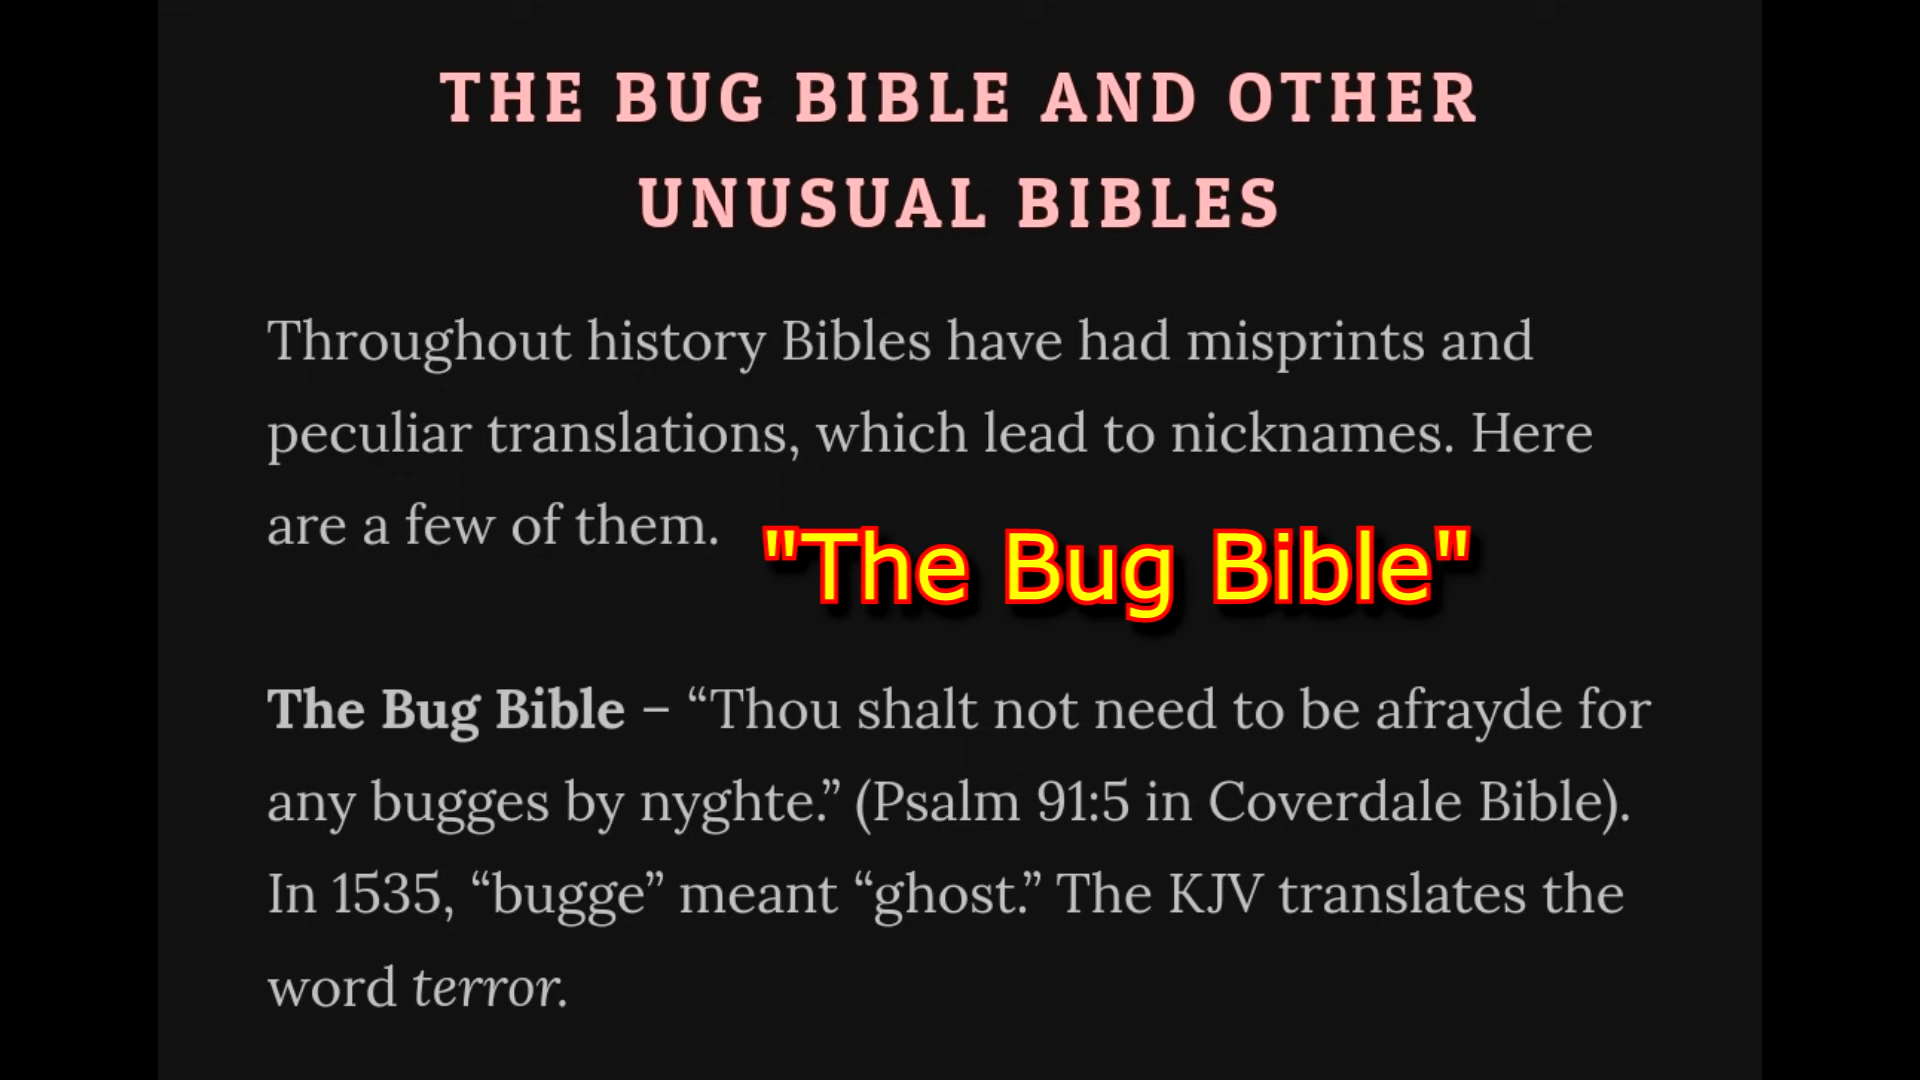 THE BUG BIBLE AND OTHER
UNUSUAL BIBLES
Throughout history Bibles have had misprints and
peculiar translations, which lead to nicknames. Here
are a few of them.
"The Bug Bible"
The Bug Bible – “Thou shalt not need to be afrayde for
any bugges by nyghte.” (Psalm 91:5 in Coverdale Bible).
In 1535, “bugge” meant “ghost.” The KJV translates the
word terror.